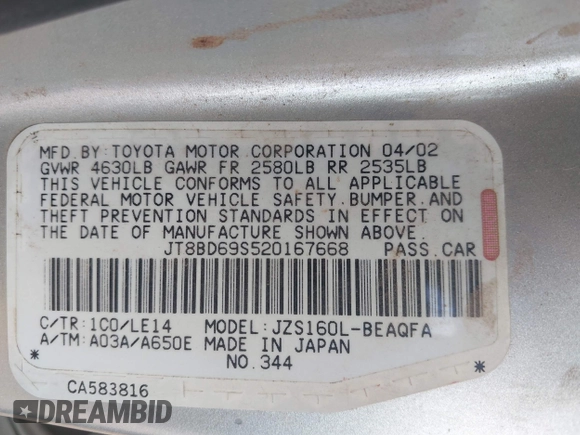 MFD.BY:TOYOTA MOTOR CORPORATION 04/02
GVWR 4630LB GAWR FR 2580LB RR 2535LB
THIS VEHICLE CONFORMS TO ALL APPLICABLE
FEDERAL MOTOR VEHICLE SAFETY.BUMPER.AND
THEFT PREVENTION STANDARDS IN EFFECT ON
THE DATE OF MANUFACTURE SHOWN ABOVE.
JT8BD69S520167668 PASS.CAR
C/TR:1C0/LE14 MODEL:JZS160L-BEAQFA
A/TM:A03A/A650E MADE IN JAPAN
* NO.344 *
CA583816
DREAMBID